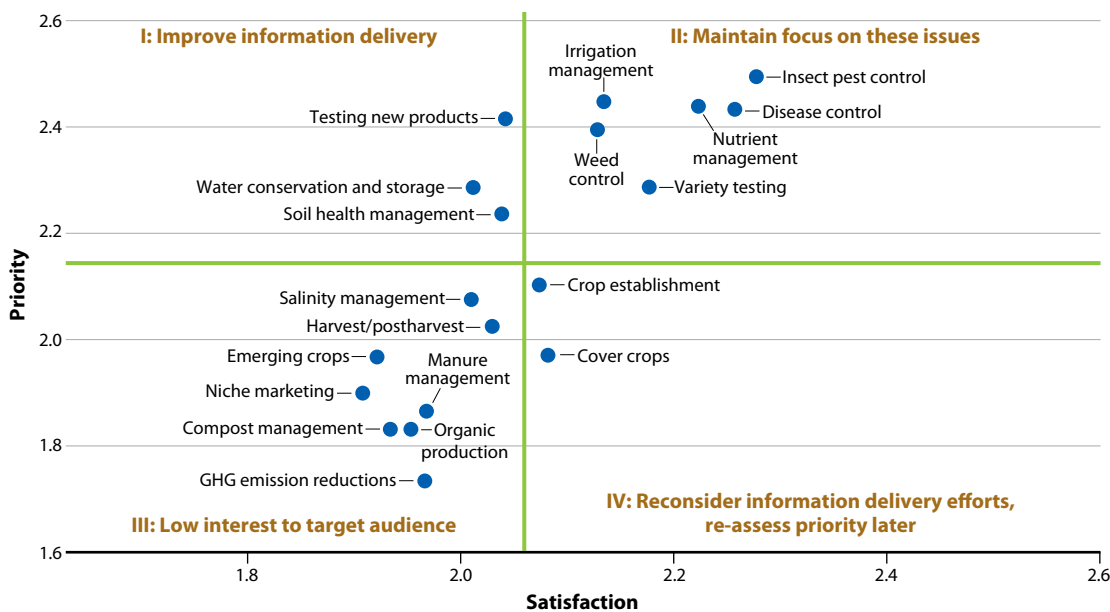 2.6
I: Improve information delivery
II: Maintain focus on these issues
Irrigation
management
Insect pest control
Testing new products
Disease control
2.4
Nutrient
management
Weed
control
Water conservation and storage
Variety testing
Soil health management
2.2
Priority
Crop establishment
Salinity management
Harvest/postharvest
2.0
Emerging crops
Manure
management
Cover crops
Niche marketing
Compost management
Organic
production
1.8
GHG emission reductions
III: Low interest to target audience
IV: Reconsider information delivery efforts,
re-assess priority later
1.6
1.8
2.0
2.2
2.4
2.6
Satisfaction